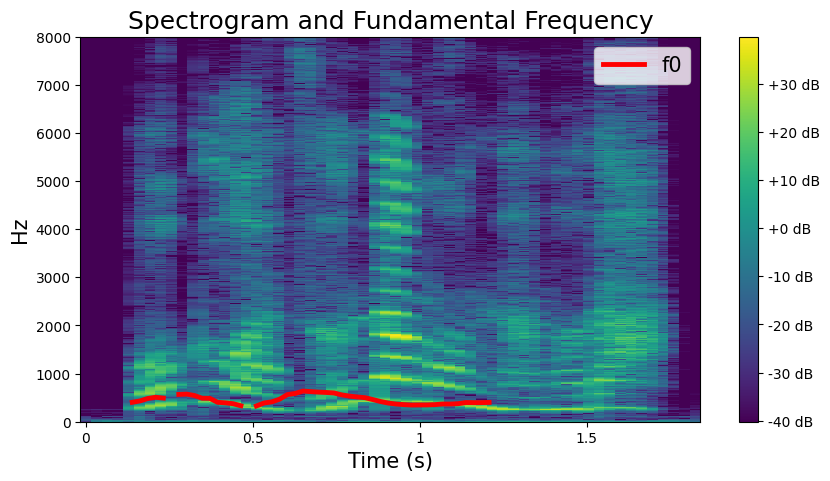 Spectrogram and Fundamental Frequency
8000
7000
6000
5000
4000
3000
2000
1000
0
Hz
f0
0
0.5
1
1.5
Time (s)
+30 dB
+20 dB
+10 dB
+0 dB
-10 dB
-20 dB
-30 dB
-40 dB